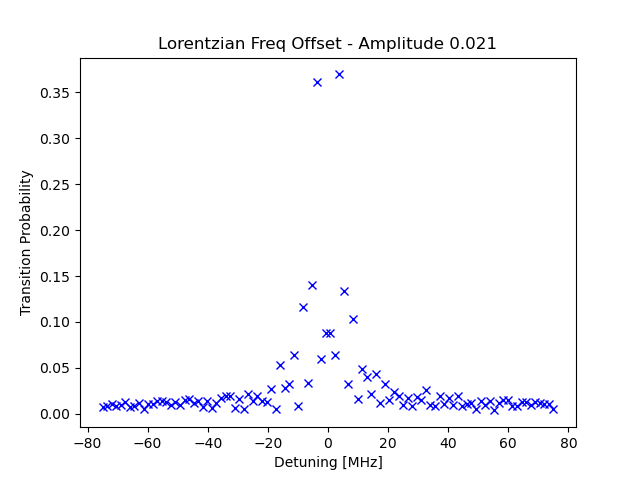 Lorentzian Freq Offset - Amplitude 0.021
Transition Probability
0.35
0.30
0.25
0.20
0.15
0.10
0.05
0.00
−80 −60 −40 −20 0 20 40 60 80
Detuning [MHz]